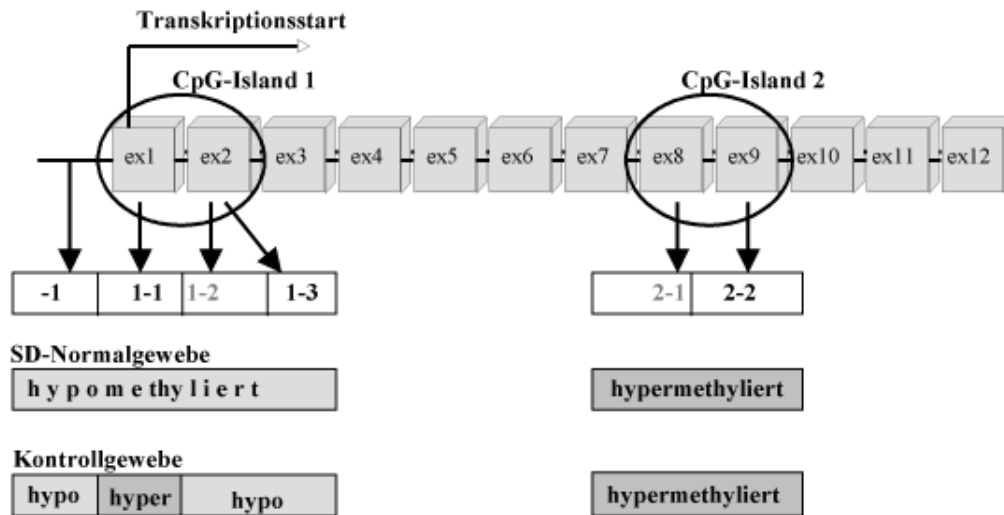 Transkriptionsstart
CpG-Island 1 CpG-Island 2
ex1 ex2 ex3 ex4 ex5 ex6 ex7 ex8 ex9 ex10 ex11 ex12
-1 1-1 1-2 1-3 2-1 2-2
SD-Normalgewebe
h y p o m e t h y l i e r t hypermethyliert
Kontrollgewebe
hypo hyper hypo hypermethyliert